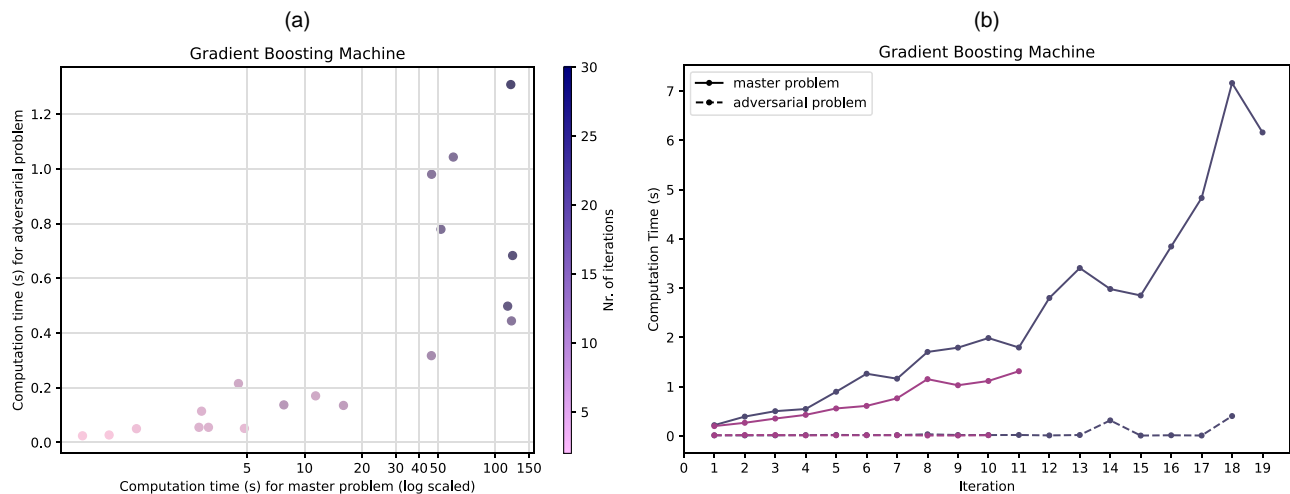 (a)
Gradient Boosting Machine
Computation time (s) for adversarial problem
1.2
1.0
0.8
0.6
0.4
0.2
0.0
5 10 20 30 40 50 100 150
Computation time (s) for master problem (log scaled)
30
25
20
15
10
5
Nr. of iterations
(b)
Gradient Boosting Machine
master problem
adversarial problem
Computation Time (s)
7
6
5
4
3
2
1
0
0 1 2 3 4 5 6 7 8 9 10 11 12 13 14 15 16 17 18 19
Iteration